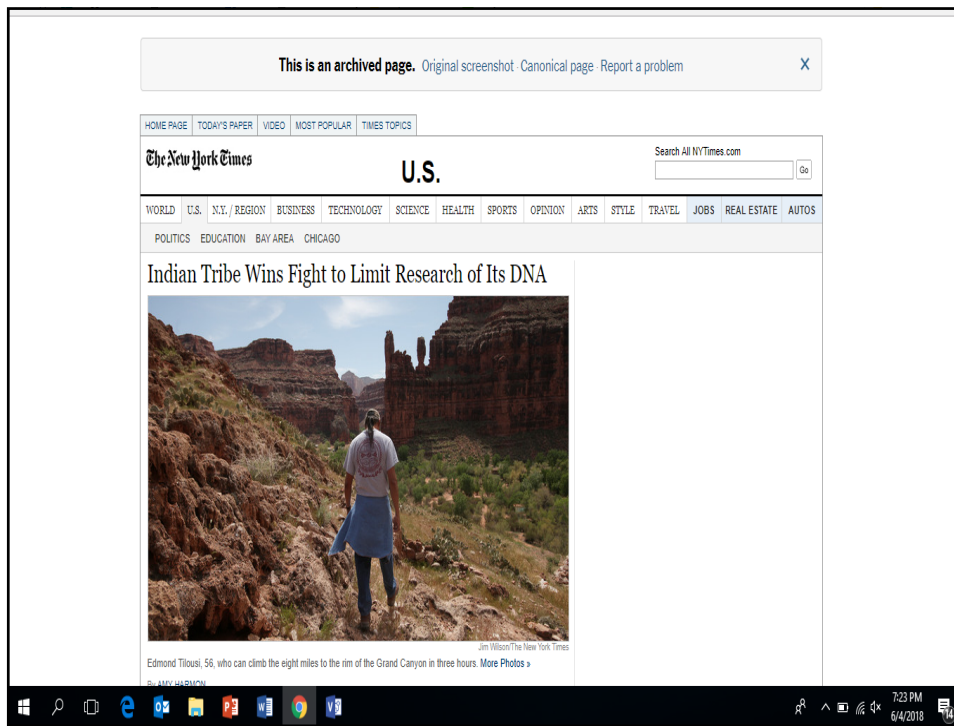 This is an archived page. Original screenshot · Canonical page · Report a problem X
HOME PAGE TODAY'S PAPER VIDEO MOST POPULAR TIMES TOPICS
The New York Times
U.S.
Search All NYTimes.com
Go
WORLD U.S. N.Y. / REGION BUSINESS TECHNOLOGY SCIENCE HEALTH SPORTS OPINION ARTS STYLE TRAVEL JOBS REAL ESTATE AUTOS
POLITICS EDUCATION BAY AREA CHICAGO
Indian Tribe Wins Fight to Limit Research of Its DNA
Jim Wilson/The New York Times
Edmond Tilousi, 56, who can climb the eight miles to the rim of the Grand Canyon in three hours. More Photos »
By AMY HARMON
7:23 PM
6/4/2018
14